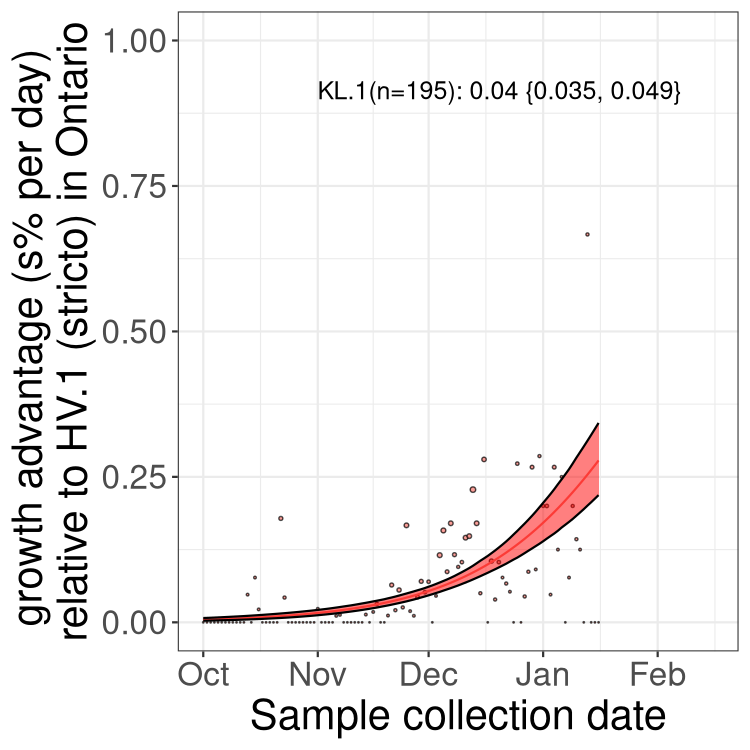 growth advantage (s% per day)
relative to HV.1 (stricto) in Ontario
1.00
0.75
0.50
0.25
0.00
KL.1(n=195): 0.04 {0.035, 0.049}
Oct Nov Dec Jan Feb
Sample collection date